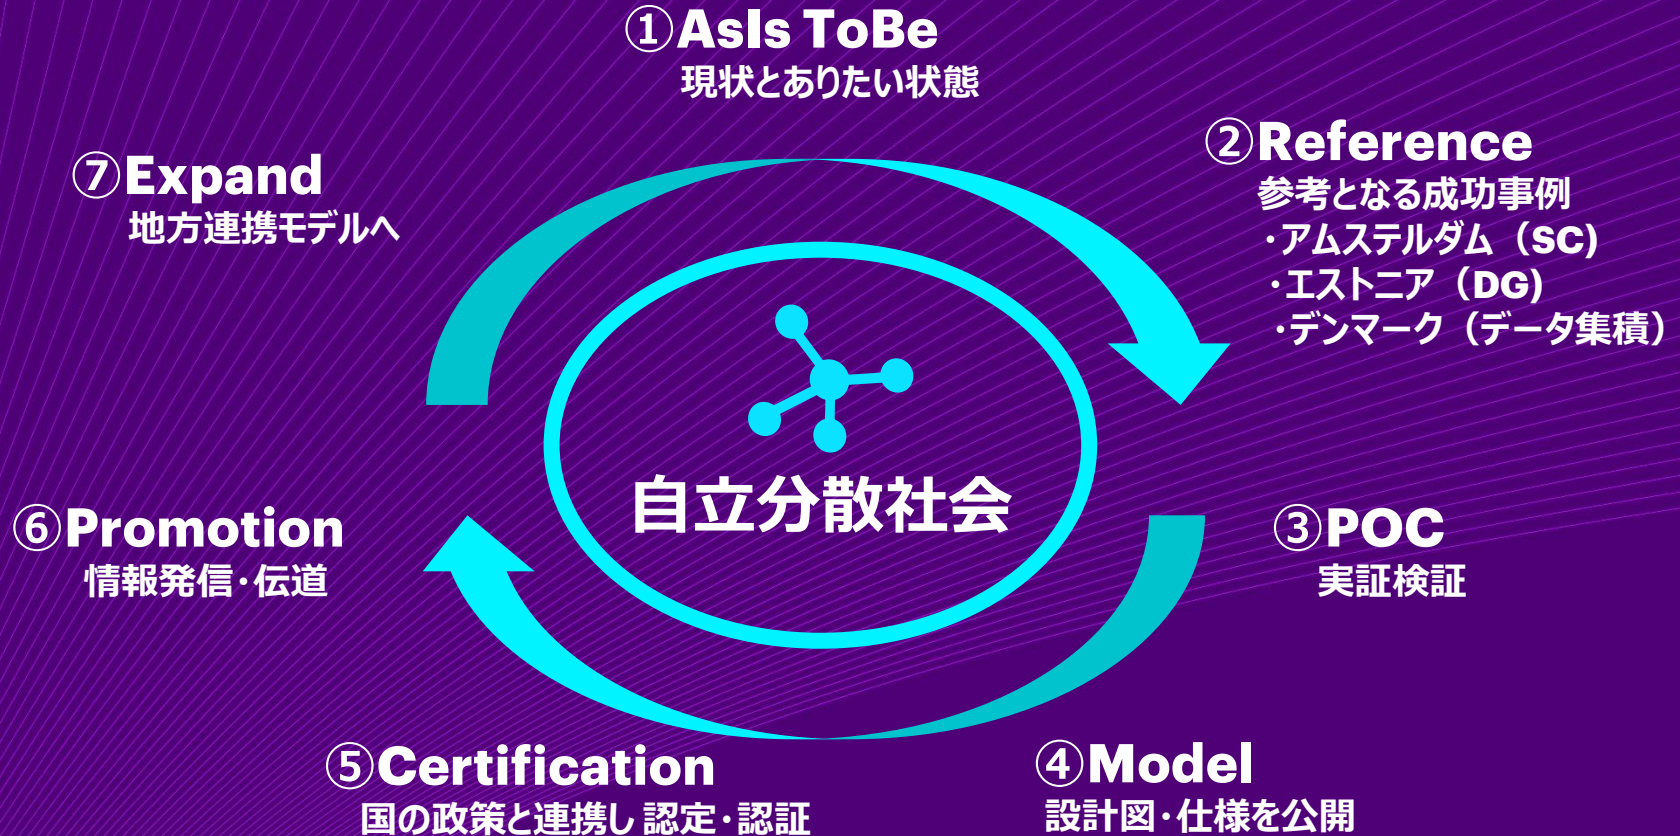 ①AsIs ToBe
現状とありたい状態
②Reference
参考となる成功事例
・アムステルダム（SC)
・エストニア（DG)
・デンマーク（データ集積）
③POC
実証検証
④Model
設計図・仕様を公開
⑤Certification
国の政策と連携し 認定・認証
⑥Promotion
情報発信・伝道
⑦Expand
地方連携モデルへ
自立分散社会